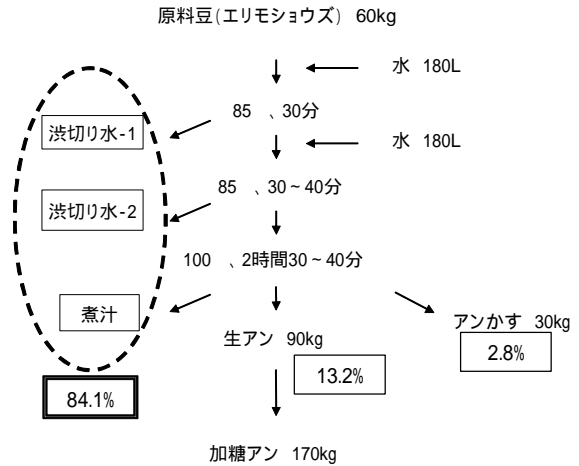 原料豆(エリモショウズ) 60kg
水 180L
85 、30分
渋切り水-1
水 180L
85 、30~40分
渋切り水-2
100 、2時間30~40分
煮汁
生アン 90kg
アンかす 30kg
2.8%
13.2%
84.1%
加糖アン 170kg